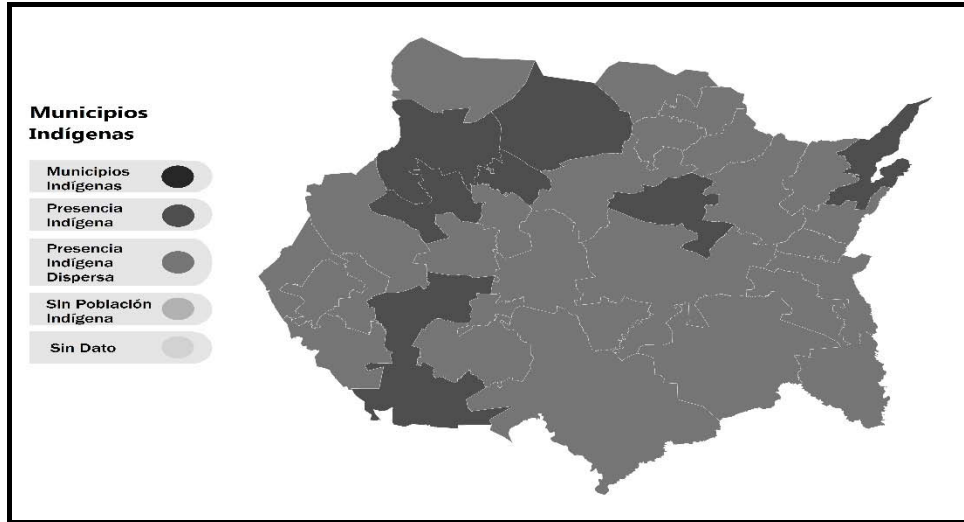 Municipios
Indígenas
Municipios
Indígenas
Presencia
Indígena
Presencia
Indígena
Dispersa
Sin Población
Indígena
Sin Dato